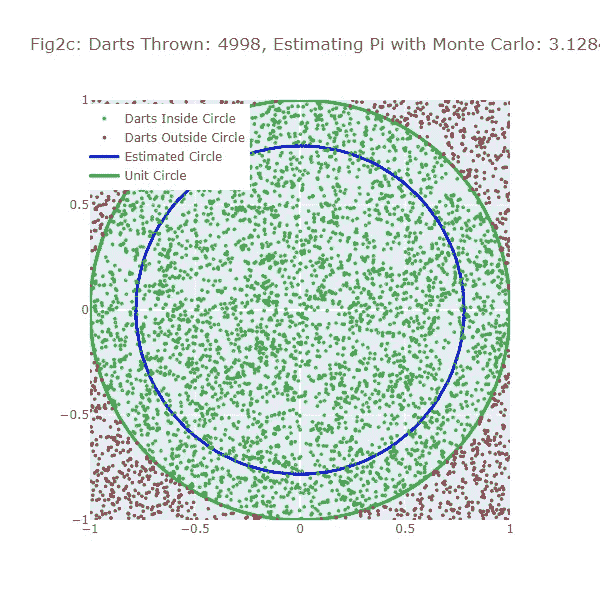 Fig2c: Darts Thrown: 4998, Estimating Pi with Monte Carlo: 3.128
Darts Inside Circle
Darts Outside Circle
Estimated Circle
Unit Circle
1
0.5
0
−0.5
−1
−1
−0.5
0
0.5
1